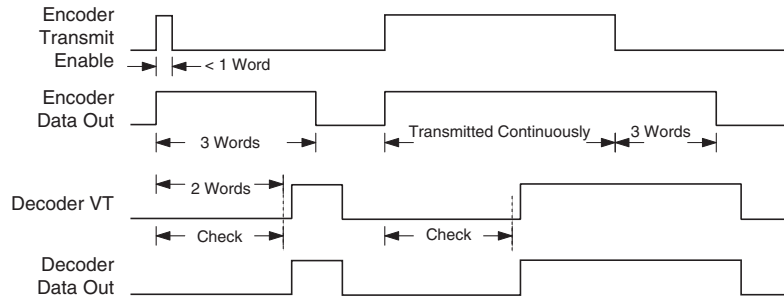 Encoder
Transmit
Enable
< 1 Word
Encoder
Data Out
3 Words
Transmitted Continuously
3 Words
Decoder VT
2 Words
Check
Check
Decoder
Data Out